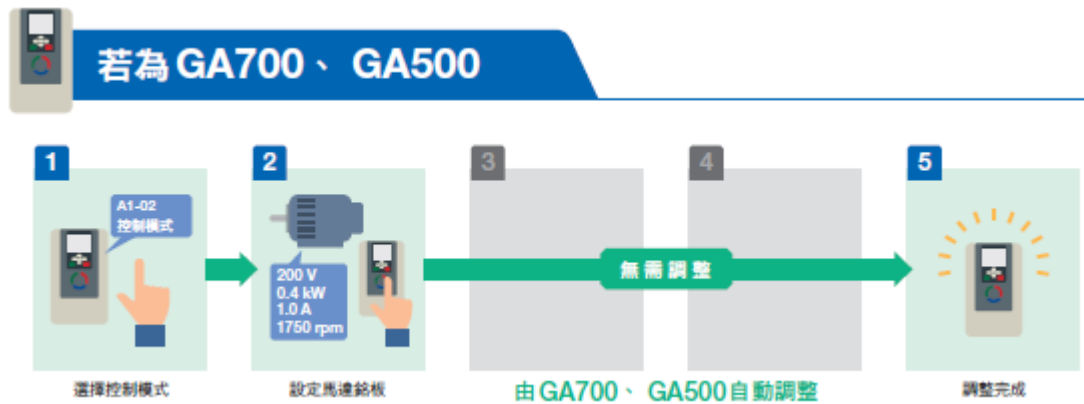 若為 GA700、 GA500
1
2
3
4
5
A1-02
控制模式
200 V
0.4 kW
1.0 A
1750 rpm
無需調整
選擇控制模式
設定馬達銘板
由GA700、 GA500自動調整
調整完成